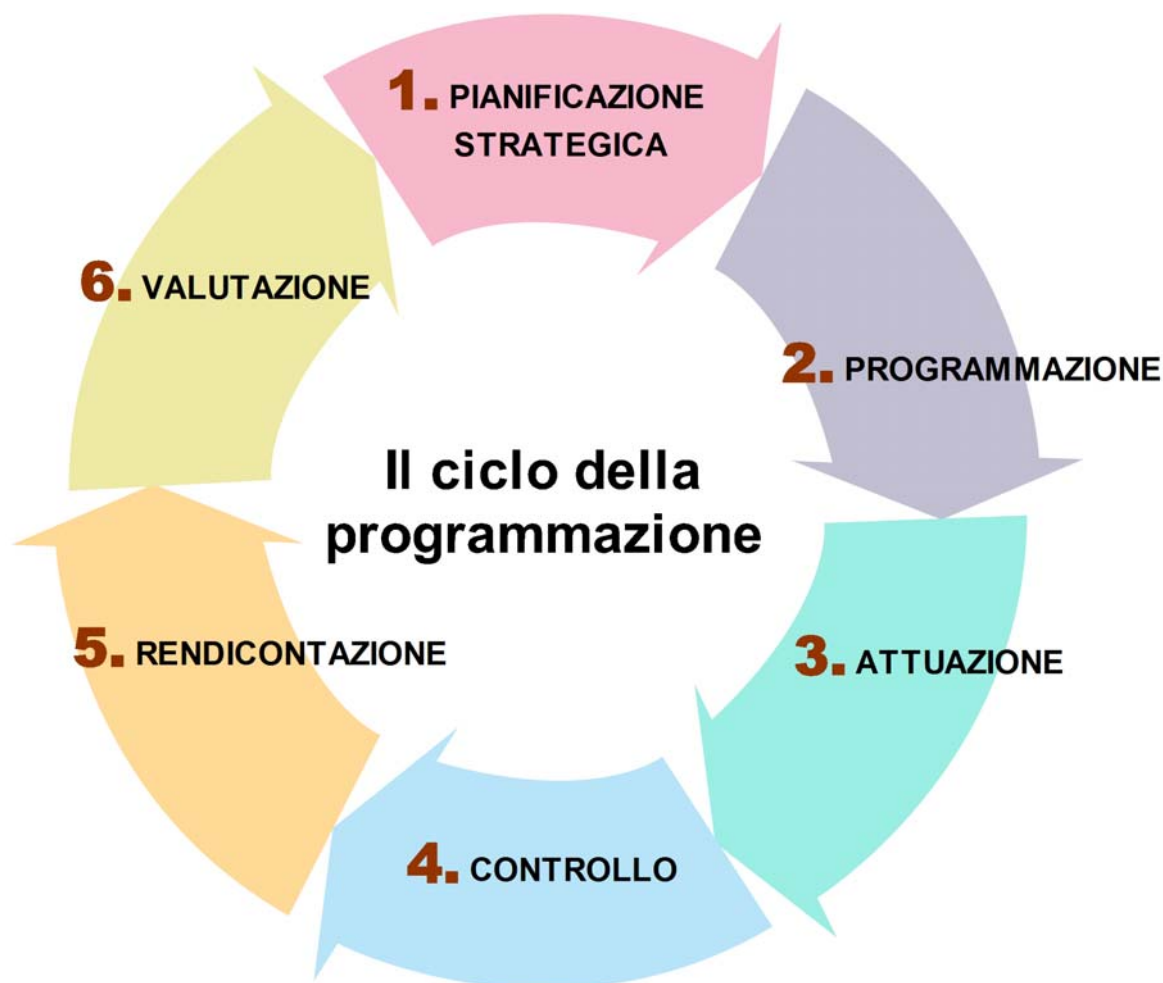 1. PIANIFICAZIONE
STRATEGICA
2. PROGRAMMAZIONE
3. ATTUAZIONE
4. CONTROLLO
5. RENDICONTAZIONE
6. VALUTAZIONE
Il ciclo della
programmazione